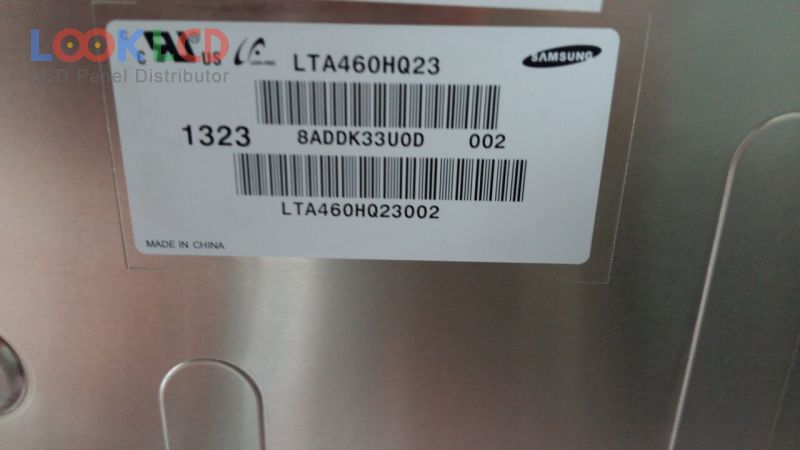 LOOKLCD
LCD Panel Distributor
c US
LTA460HQ23
SAMSUNG
1323 8ADDK33U0D 002
LTA460HQ23002
MADE IN CHINA